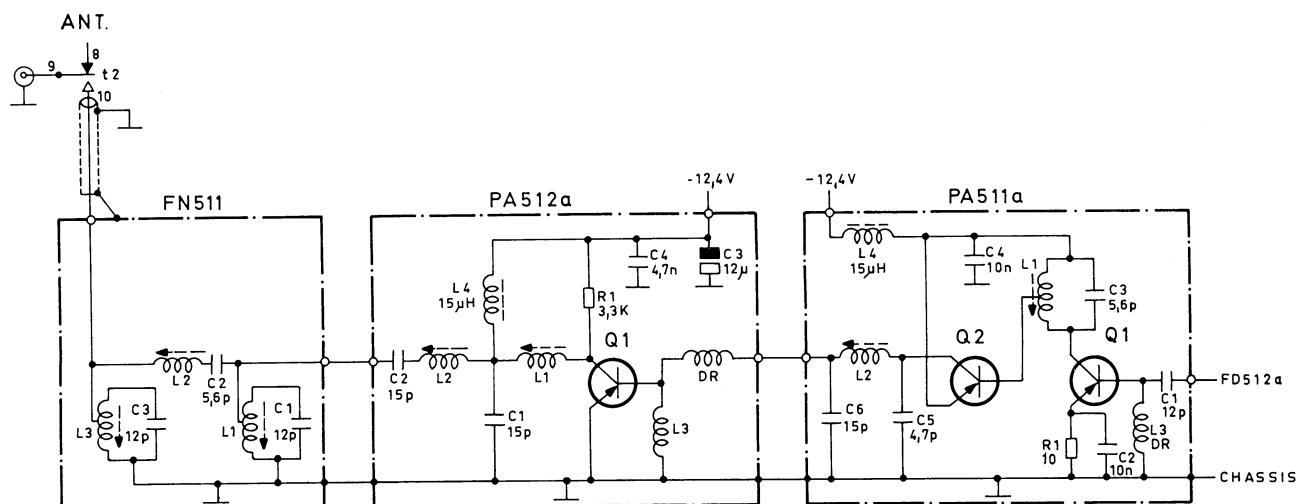 ANT.
8
9
t2
10
FN511
PA512a
-12,4V
-12,4V
PA511a
L4
15µH
R1
3,3K
C4
4,7n
C3
12µ
L4
15µH
C4
10n
L1
C3
5,6p
Q1
Q2
Q1
L2
C2
5,6p
C2
15p
L2
L1
DR
L2
FD512a
C1
12p
L3
C3
12p
L1
C1
12p
C1
15p
L3
C6
15p
C5
4,7p
R1
10
C2
10n
L3
DR
CHASSIS